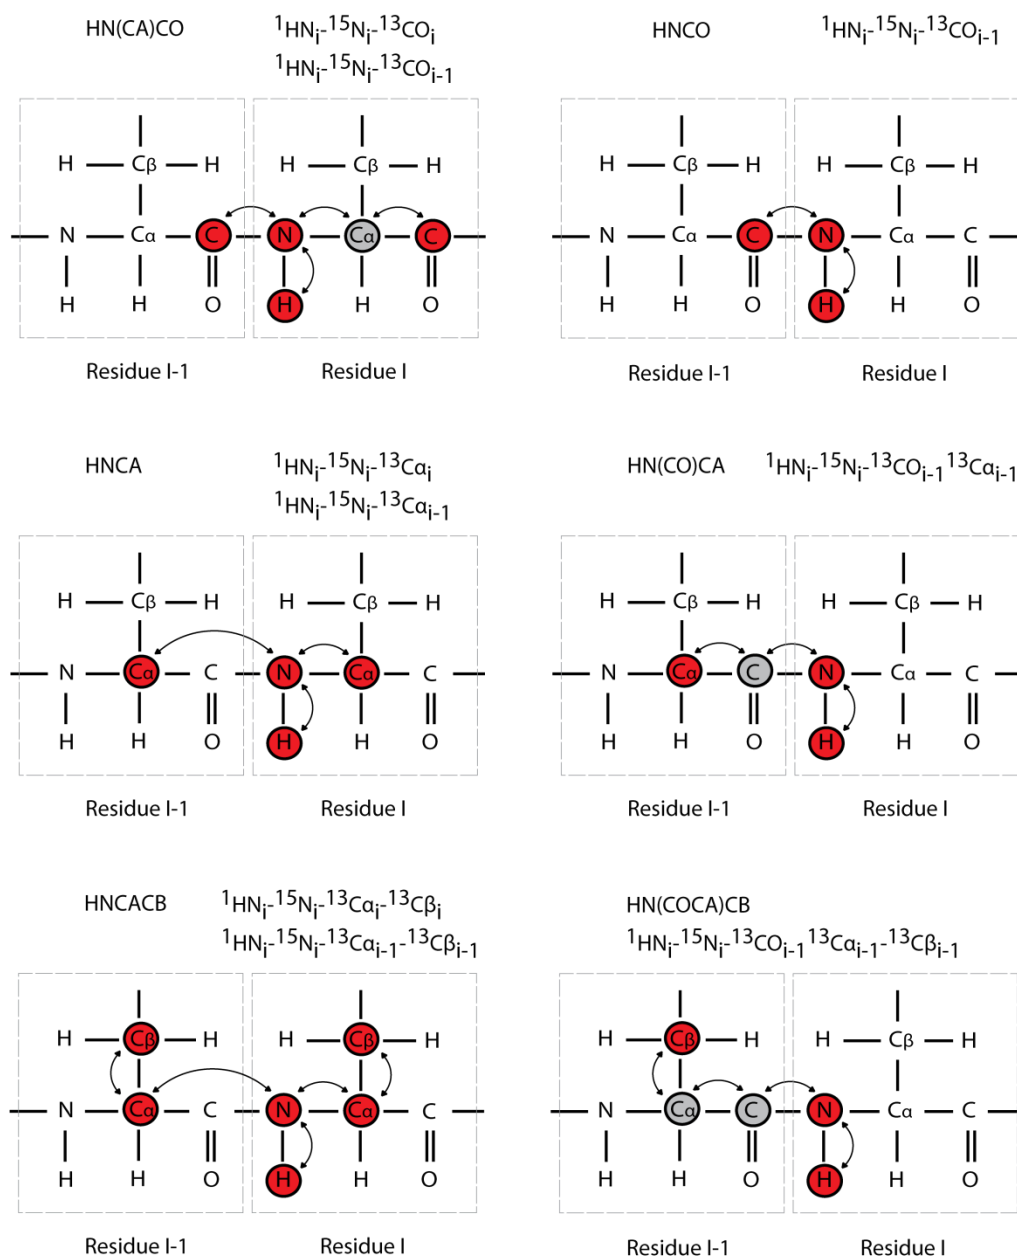 HN(CA)CO ¹HNᵢ-¹⁵Nᵢ-¹³COᵢ
¹HNᵢ-¹⁵Nᵢ-¹³COᵢ₋₁
H Cβ H H Cβ H
N Cα C N Cα C
H H O H H O
Residue I-1 Residue I
HNCO ¹HNᵢ-¹⁵Nᵢ-¹³COᵢ₋₁
H Cβ H H Cβ H
N Cα C N Cα C
H H O H H O
Residue I-1 Residue I
HNCA ¹HNᵢ-¹⁵Nᵢ-¹³Cαᵢ
¹HNᵢ-¹⁵Nᵢ-¹³Cαᵢ₋₁
H Cβ H H Cβ H
N Cα C N Cα C
H H O H H O
Residue I-1 Residue I
HN(CO)CA ¹HNᵢ-¹⁵Nᵢ-¹³COᵢ₋₁¹³Cαᵢ₋₁
H Cβ H H Cβ H
N Cα C N Cα C
H H O H H O
Residue I-1 Residue I
HNCACB ¹HNᵢ-¹⁵Nᵢ-¹³Cαᵢ-¹³Cβᵢ
¹HNᵢ-¹⁵Nᵢ-¹³Cαᵢ₋₁-¹³Cβᵢ₋₁
H Cβ H H Cβ H
N Cα C N Cα C
H H O H H O
Residue I-1 Residue I
HN(COCA)CB
¹HNᵢ-¹⁵Nᵢ-¹³COᵢ₋₁¹³Cαᵢ₋₁-¹³Cβᵢ₋₁
H Cβ H H Cβ H
N Cα C N Cα C
H H O H H O
Residue I-1 Residue I